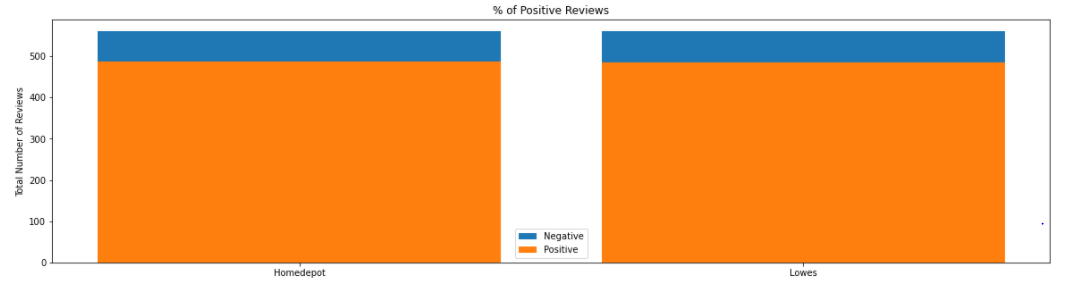 % of Positive Reviews
Total Number of Reviews
500
400
300
200
100
0
Negative
Positive
Homedepot
Lowes